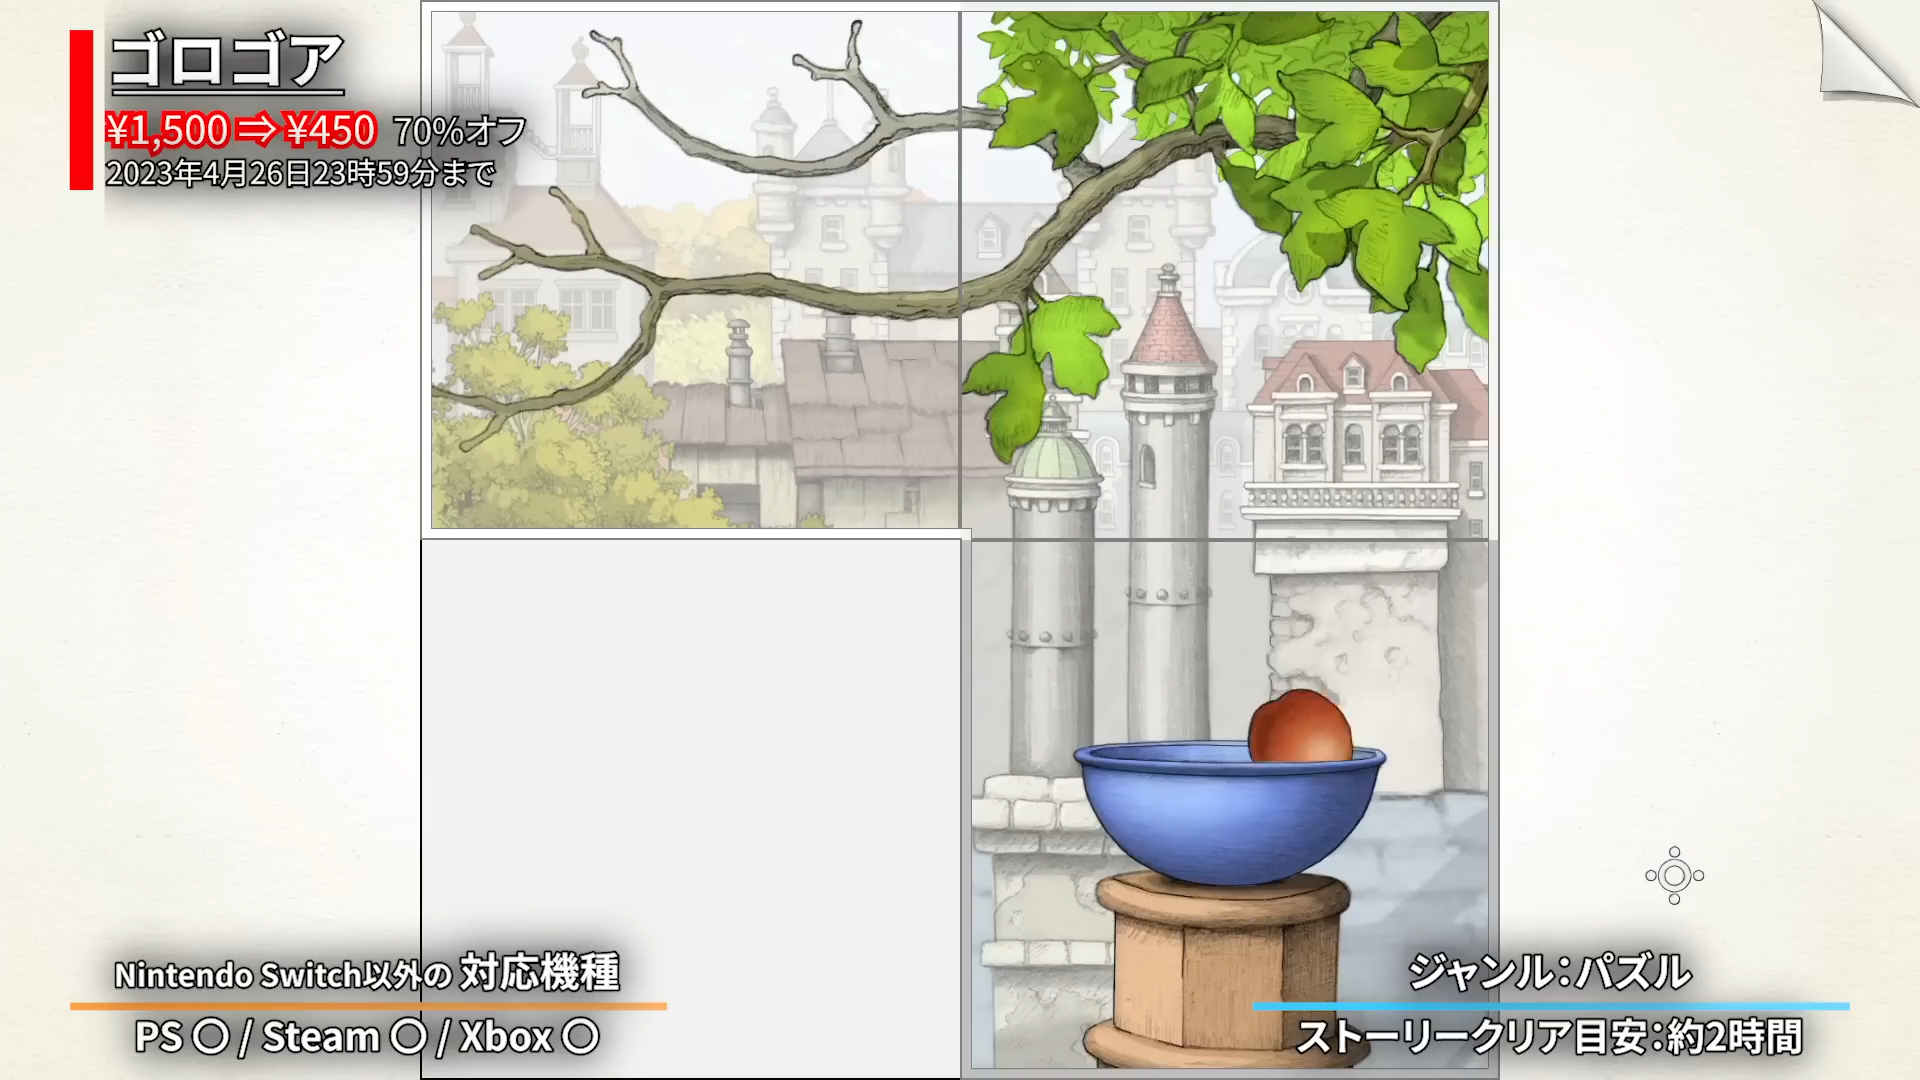 ゴロゴア
¥1,500⇒¥450 70%オフ
2023年4月26日23時59分まで
Nintendo Switch以外の対応機種
PS〇/Steam〇/Xbox〇
ジャンル：パズル
ストーリークリア目安：約2時間